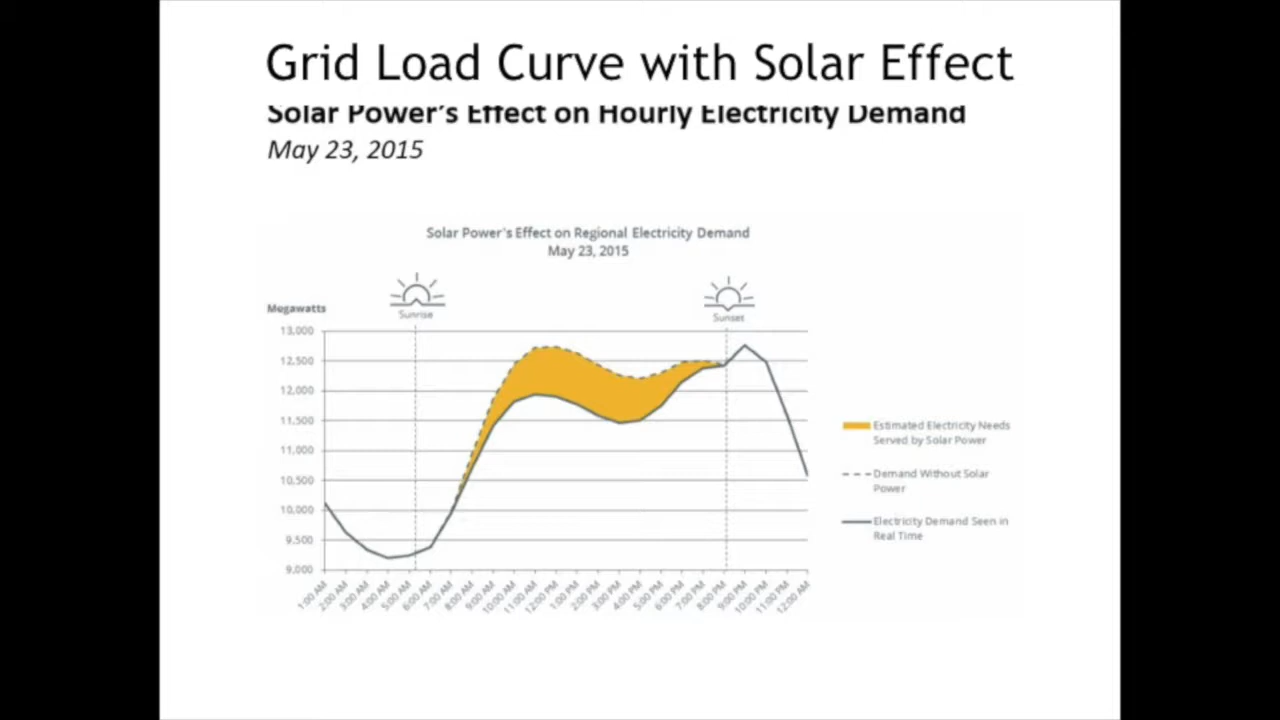 Grid Load Curve with Solar Effect
Solar Power's Effect on Hourly Electricity Demand
May 23, 2015
Solar Power's Effect on Regional Electricity Demand
May 23, 2015
Megawatts
Sunrise
Sunset
13,000
12,500
12,000
11,500
11,000
10,500
10,000
9,500
9,000
1:00 AM
2:00 AM
3:00 AM
4:00 AM
5:00 AM
6:00 AM
7:00 AM
8:00 AM
9:00 AM
10:00 AM
11:00 AM
12:00 PM
1:00 PM
2:00 PM
3:00 PM
4:00 PM
5:00 PM
6:00 PM
7:00 PM
8:00 PM
9:00 PM
10:00 PM
11:00 PM
12:00 AM
Estimated Electricity Needs
Served by Solar Power
Demand Without Solar
Power
Electricity Demand Seen in
Real Time